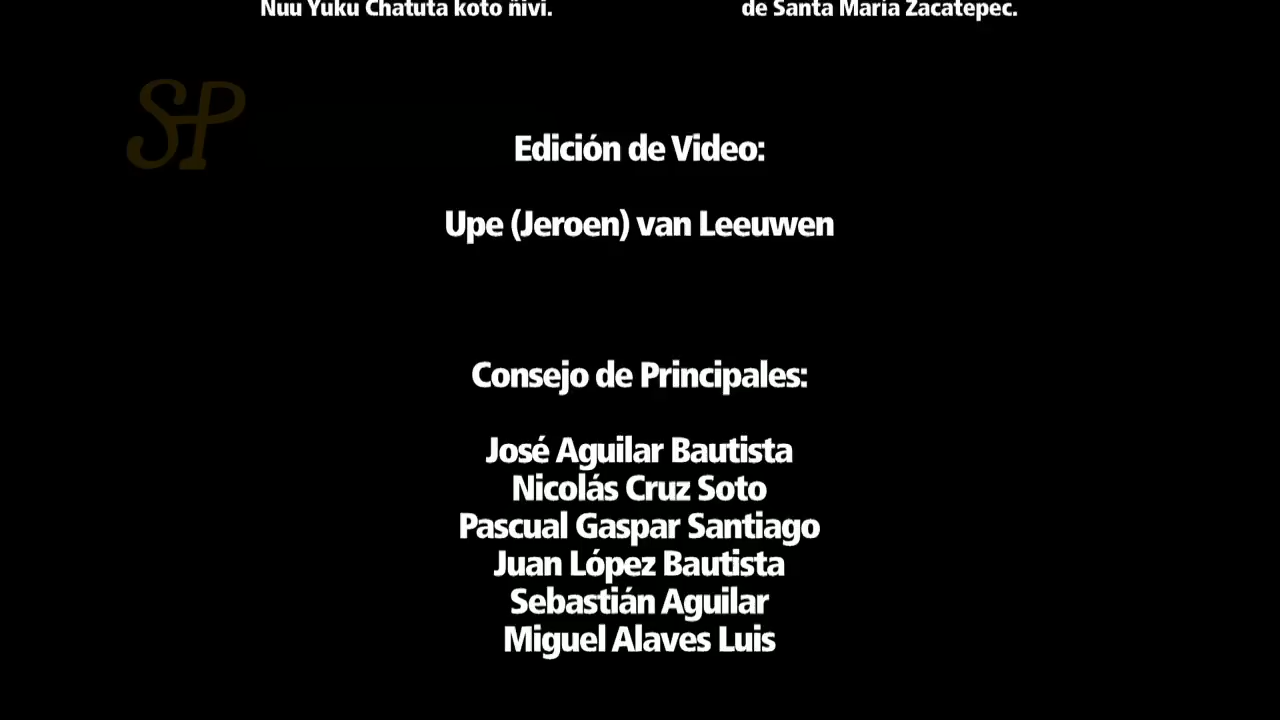 Nuu Yuku Chatuta koto ñivi.
de Santa María Zacatepec.
SP
Edición de Video:
Upe (Jeroen) van Leeuwen
Consejo de Principales:
José Aguilar Bautista
Nicolás Cruz Soto
Pascual Gaspar Santiago
Juan López Bautista
Sebastián Aguilar
Miguel Alaves Luis